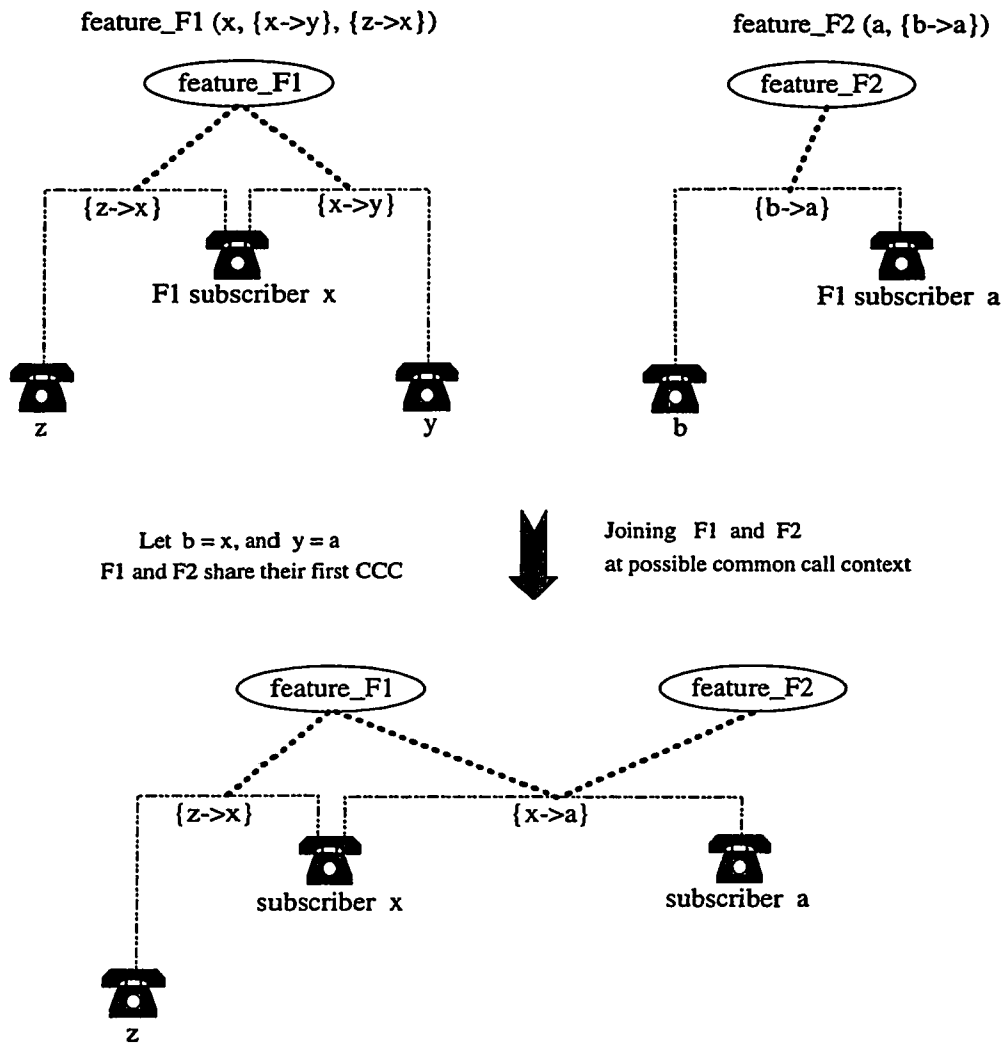 feature_F1 (x, {x->y}, {z->x})
feature_F2 (a, {b->a})
feature_F1
feature_F2
{z->x}
{x->y}
{b->a}
F1 subscriber x
F1 subscriber a
z
y
b
Let b = x, and y = a
F1 and F2 share their first CCC
Joining F1 and F2
at possible common call context
feature_F1
feature_F2
{z->x}
{x->a}
subscriber x
subscriber a
z